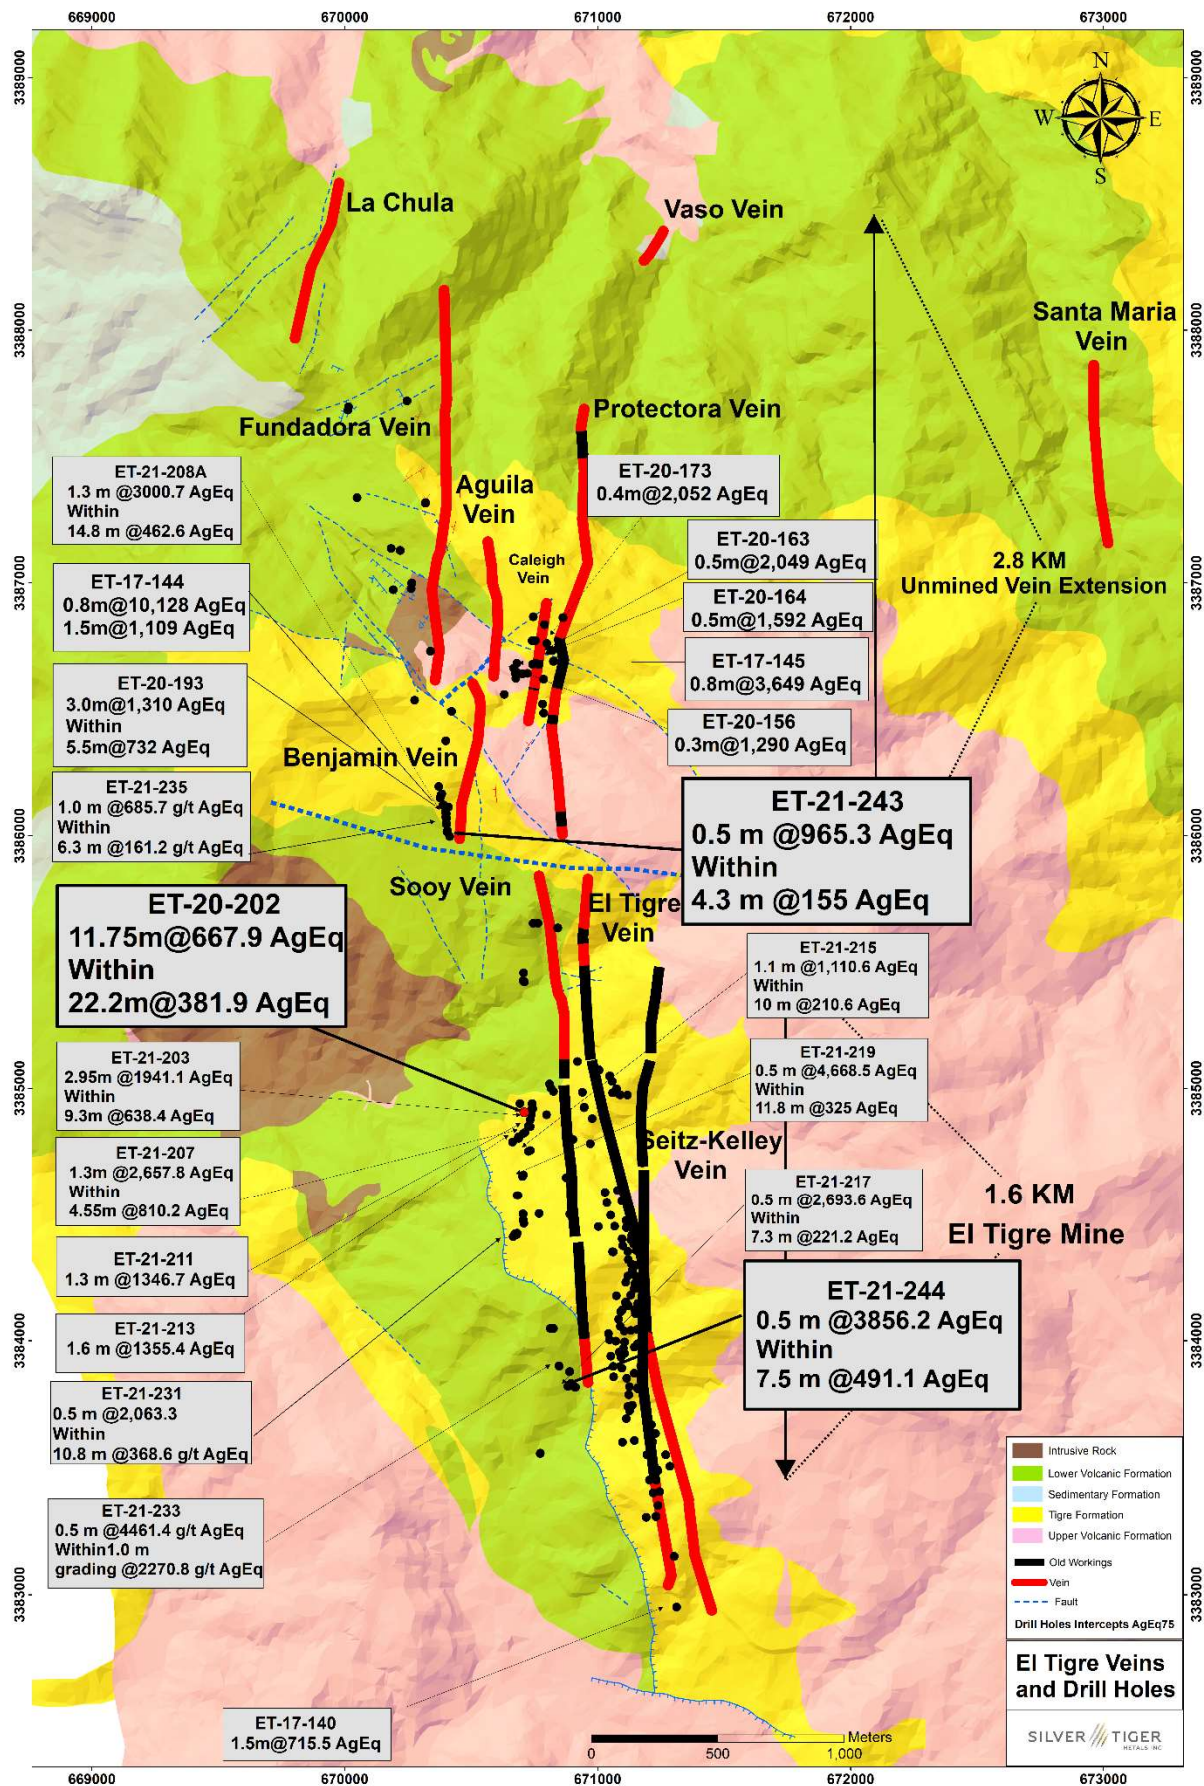 669000
670000
671000
672000
673000
3389000
3389000
N
W
E
S
La Chula
Vaso Vein
3388000
3388000
Santa Maria
Vein
Fundadora Vein
Protectora Vein
ET-21-208A
1.3 m @3000.7 AgEq
Within
14.8 m @462.6 AgEq
Aguila
Vein
ET-20-173
0.4m@2,052 AgEq
Caleigh
Vein
ET-20-163
0.5m@2,049 AgEq
2.8 KM
Unmined Vein Extension
3387000
3387000
ET-17-144
0.8m@10,128 AgEq
1.5m@1,109 AgEq
ET-20-164
0.5m@1,592 AgEq
ET-17-145
0.8m@3,649 AgEq
ET-20-193
3.0m@1,310 AgEq
Within
5.5m@732 AgEq
ET-20-156
0.3m@1,290 AgEq
Benjamin Vein
ET-21-235
1.0 m @685.7 g/t AgEq
Within
6.3 m @161.2 g/t AgEq
ET-21-243
0.5 m @965.3 AgEq
Within
4.3 m @155 AgEq
3386000
3386000
Sooy Vein
El Tigre
Vein
ET-20-202
11.75m@667.9 AgEq
Within
22.2m@381.9 AgEq
ET-21-215
1.1 m @1,110.6 AgEq
Within
10 m @210.6 AgEq
ET-21-203
2.95m @1941.1 AgEq
Within
9.3m@638.4 AgEq
ET-21-219
0.5 m @4,668.5 AgEq
Within
11.8 m @325 AgEq
3385000
3385000
ET-21-207
1.3m@2,657.8 AgEq
Within
4.55m@810.2 AgEq
Seitz-Kelley
Vein
ET-21-217
0.5 m @2,693.6 AgEq
Within
7.3 m @221.2 AgEq
1.6 KM
El Tigre Mine
ET-21-211
1.3 m @1346.7 AgEq
ET-21-244
0.5 m @3856.2 AgEq
Within
7.5 m @491.1 AgEq
ET-21-213
1.6 m @1355.4 AgEq
3384000
3384000
ET-21-231
0.5 m @2,063.3
Within
10.8 m @368.6 g/t AgEq
ET-21-233
0.5 m @4461.4 g/t AgEq
Within1.0 m
grading @2270.8 g/t AgEq
3383000
3383000
Intrusive Rock
Lower Volcanic Formation
Sedimentary Formation
Tigre Formation
Upper Volcanic Formation
Old Workings
Vein
Fault
Drill Holes Intercepts AgEq75
El Tigre Veins
and Drill Holes
SILVER TIGER
METALS INC
ET-17-140
1.5m@715.5 AgEq
Meters
0
500
1,000
669000
670000
671000
672000
673000